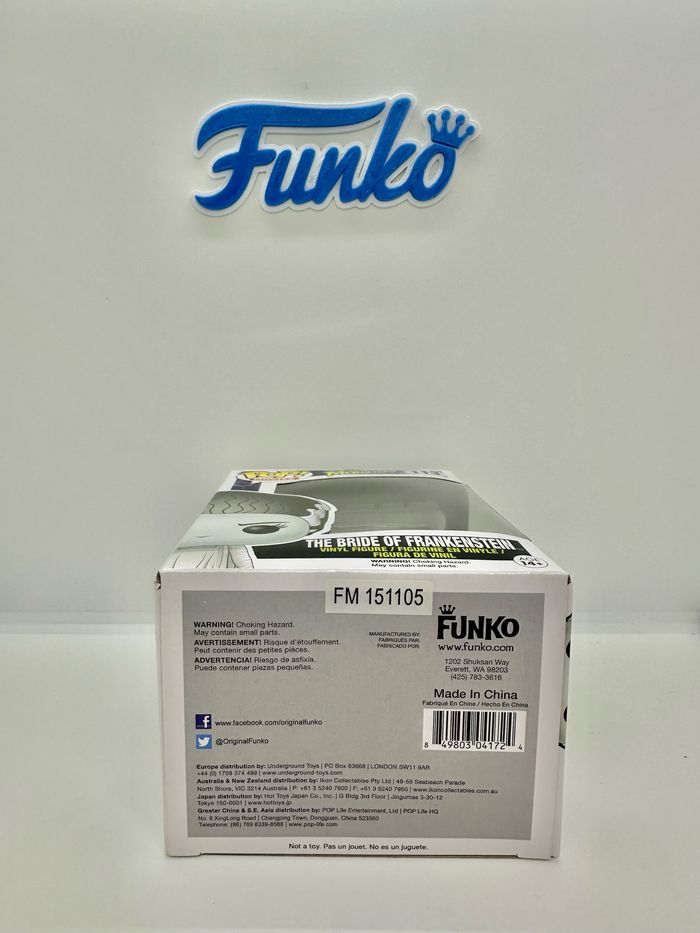 Funko
POP!
THE BRIDE OF FRANKENSTEIN
VINYL FIGURE / FIGURINE EN VINYLE /
FIGURA DE VINIL
WARNING: Choking Hazard.
May contain small parts.
AGE
14+
FM 151105
WARNING! Choking Hazard.
May contain small parts.
AVERTISSEMENT! Risque d'étouffement.
Peut contenir des petites pièces.
ADVERTENCIA! Riesgo de asfixia.
Puede contener piezas pequeñas.
MANUFACTURED BY:
FABRIQUÉS PAR:
FABRICADO POR:
FUNKO
www.funko.com
1202 Shuksan Way
Everett, WA 98203
(425) 783-3616
Made In China
Fabriqué En Chine / Hecho En China
8 49803 04172 4
f www.facebook.com/originalfunko
@OriginalFunko
Europe distribution by: Underground Toys | PO Box 63668 | LONDON SW11 9AR
+44 (0) 1708 374 489 | www.underground-toys.com
Australia & New Zealand distribution by: Ikon Collectables Pty Ltd | 49-59 Seabeach Parade
North Shore, VIC 3214 Australia | P: +61 3 5240 7900 | F: +61 3 5240 7950 | www.ikoncollectables.com.au
Japan distribution by: Hot Toys Japan Co., Inc. | G Bldg 3rd Floor | Jingumae 3-30-12
Tokyo 150-0001 | www.hottoys.jp
Greater China & S.E. Asia distribution by: POP Life Entertainment, Ltd | POP Life HQ
No. 8 KingLong Road | Changping Town, Dongguan, China 523560
Telephone: (86) 769 8339-8588 | www.pop-life.com
Not a toy. Pas un jouet. No es un juguete.